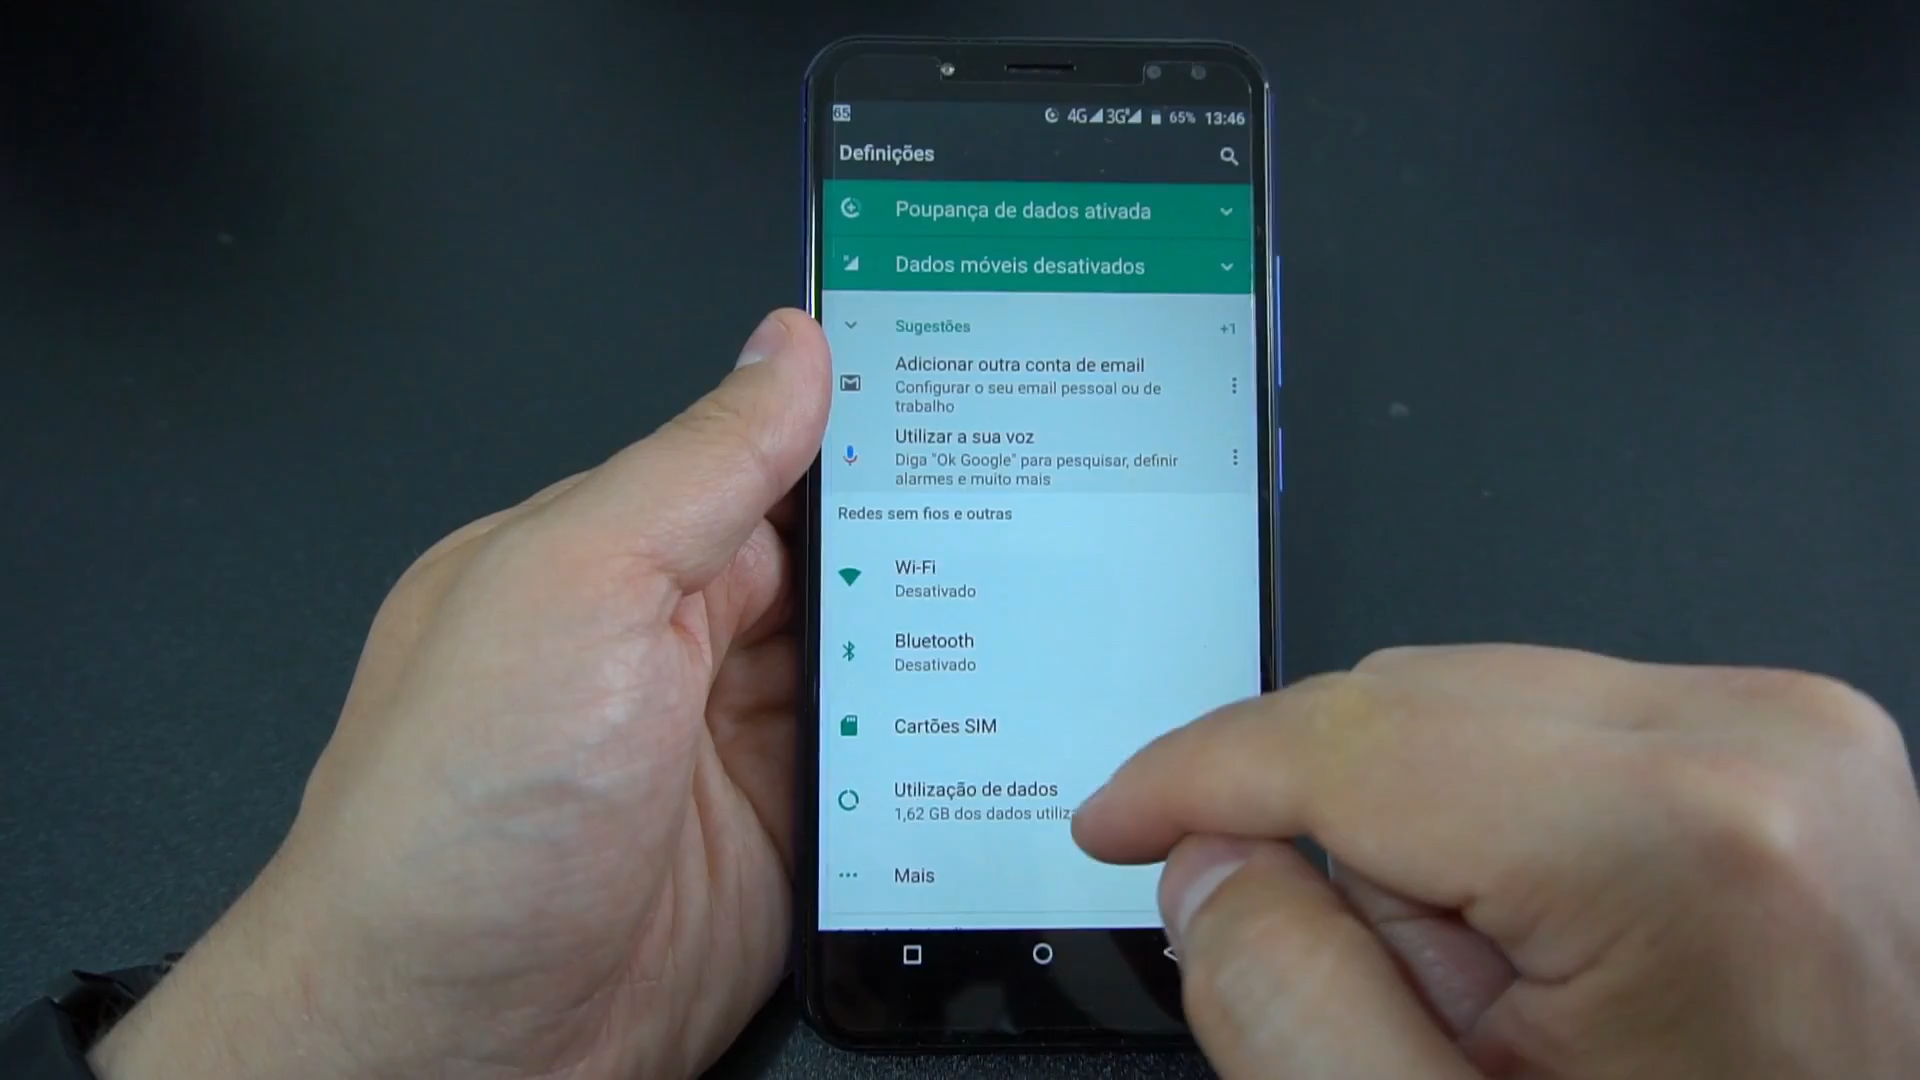 65 4G 3G 65% 13:46
Definições
Poupança de dados ativada
Dados móveis desativados
Sugestões +1
Adicionar outra conta de email
Configurar o seu email pessoal ou de
trabalho
Utilizar a sua voz
Diga "Ok Google" para pesquisar, definir
alarmes e muito mais
Redes sem fios e outras
Wi-Fi
Desativado
Bluetooth
Desativado
Cartões SIM
Utilização de dados
1,62 GB dos dados
Mais